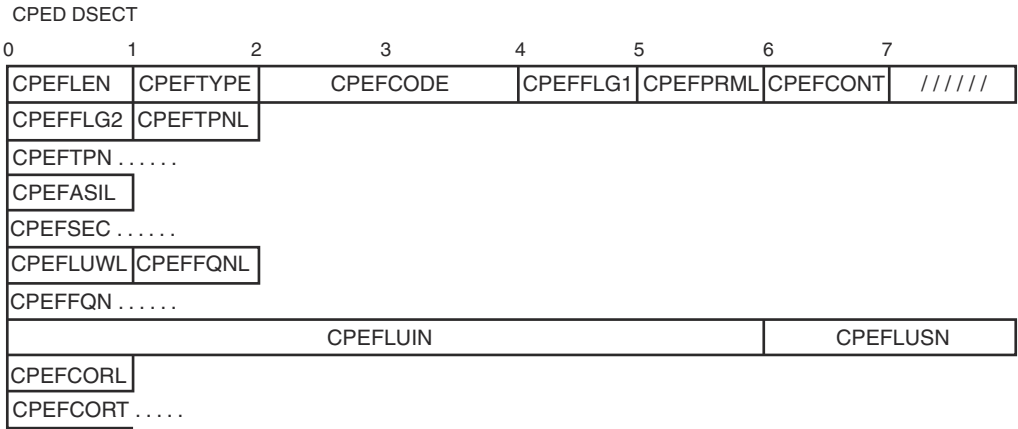 CPED DSECT
0 1 2 3 4 5 6 7
CPEFLEN CPEFTYPE CPEFCODE CPEFFLG1 CPEFPRML CPEFCONT //////
CPEFFLG2 CPEFTPNL
CPEFTPN ......
CPEFASIL
CPEFSEC ......
CPEFLUWL CPEFFQNL
CPEFFQN ......
CPEFLUIN CPEFLUSN
CPEFCORL
CPEFCORT .....